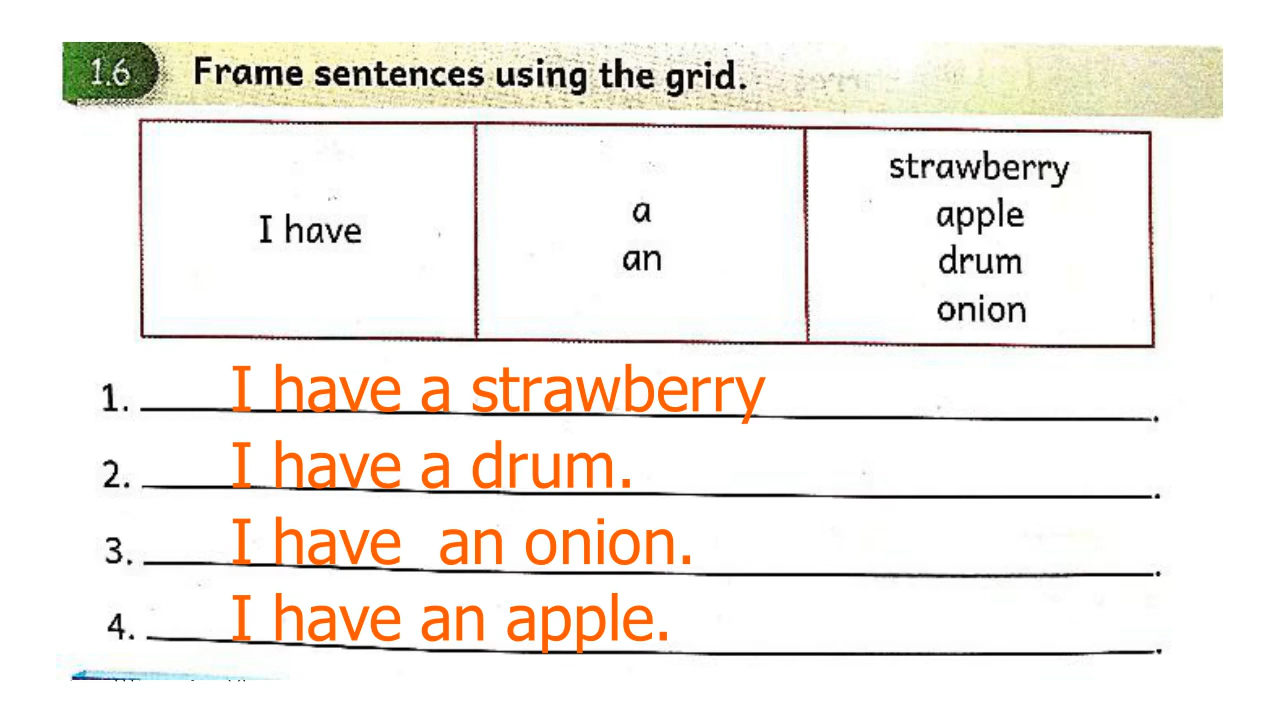 1.6 Frame sentences using the grid.
I have
a
an
strawberry
apple
drum
onion
1. I have a strawberry .
2. I have a drum. .
3. I have  an onion. .
4. I have an apple. .